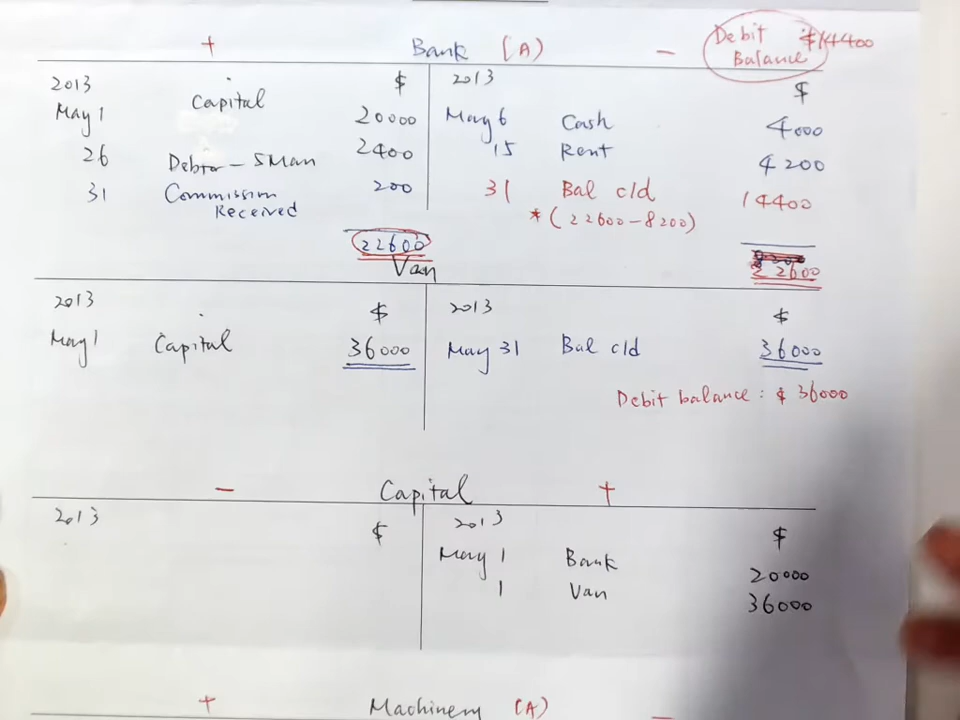 + Bank (A) - Debit $14400
Balance
2013 $ 2013 $
May 1 Capital 20000 May 6 Cash 4000
26 Debtor - SMan 2400 15 Rent 4200
31 Commission 200 31 Bal c/d 14400
Received * (22600-8200)
22600 22600
Van
2013 $ 2013 $
May 1 Capital 36000 May 31 Bal c/d 36000
Debit balance : $ 36000
- Capital +
2013 $ 2013 $
May 1 Bank 20000
1 Van 36000
+ Machinery (A) -